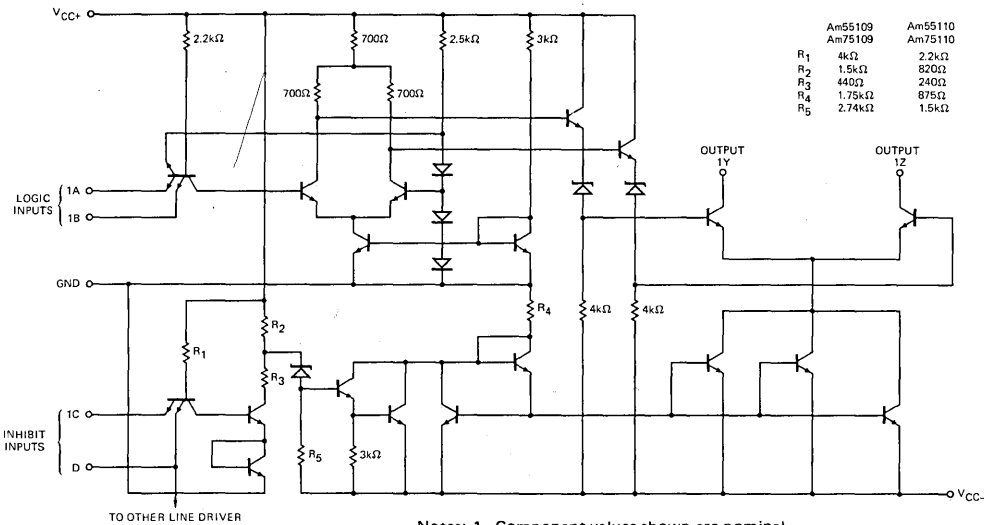 VCC+
2.2kΩ
700Ω
2.5kΩ
3kΩ
700Ω
700Ω
Am55109 Am55110
Am75109 Am75110
R1 4kΩ 2.2kΩ
R2 1.5kΩ 820Ω
R3 440Ω 240Ω
R4 1.75kΩ 875Ω
R5 2.74kΩ 1.5kΩ
OUTPUT
1Y
OUTPUT
1Z
LOGIC
INPUTS
1A
1B
GND
R2
R4
4kΩ
4kΩ
R1
R3
1C
INHIBIT
INPUTS
D
R5
3kΩ
VCC-
TO OTHER LINE DRIVER
Notes: 1. Component values shown are nominal.